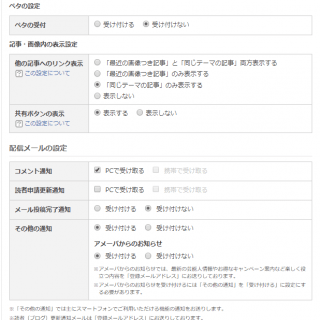 ペタの設定
ペタの受付
受け付ける 受け付けない
記事・画像内の表示設定
他の記事へのリンク表示
この設定について
「最近の画像つき記事」と「同じテーマの記事」両方表示する
「最近の画像つき記事」のみ表示する
「同じテーマの記事」のみ表示する
表示しない
共有ボタンの表示
この設定について
表示する 表示しない
配信メールの設定
コメント通知
PCで受け取る 携帯で受け取る
読者申請更新通知
PCで受け取る 携帯で受け取る
メール投稿完了通知
受け付ける 受け付けない
その他の通知
受け付ける 受け付けない
アメーバからのお知らせ
受け付ける 受け付けない
※アメーバからのお知らせでは、最新の芸能人情報やお得なキャンペーン案内など楽しく役に立つ内容を「登録メールアドレス」にお送りしております。
※アメーバからのお知らせを受け付けるには「その他の通知」を「受け付ける」に設定する必要があります。
※「その他の通知」では主にスマートフォンでご利用いただける機能の通知をお送りします。
※読者（ブログ）更新通知メールは「登録メールアドレス」にお送りしております。